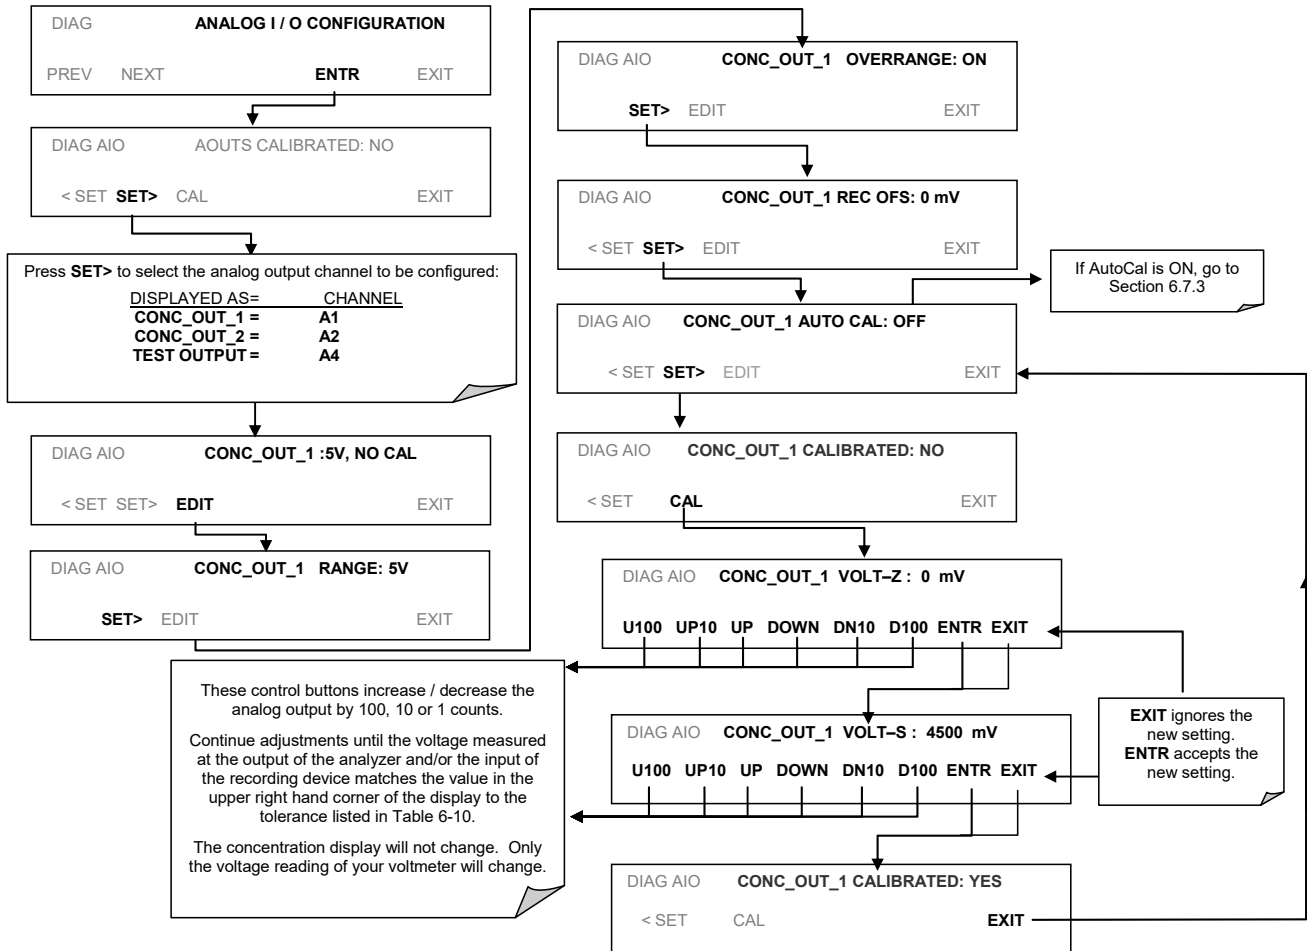 DIAG ANALOG I / O CONFIGURATION
PREV NEXT ENTR EXIT
DIAG AIO AOUTS CALIBRATED: NO
< SET SET> CAL EXIT
Press SET> to select the analog output channel to be configured:
DISPLAYED AS= CHANNEL
CONC_OUT_1 = A1
CONC_OUT_2 = A2
TEST OUTPUT = A4
DIAG AIO CONC_OUT_1 :5V, NO CAL
< SET SET> EDIT EXIT
DIAG AIO CONC_OUT_1 RANGE: 5V
SET> EDIT EXIT
These control buttons increase / decrease the
analog output by 100, 10 or 1 counts.
Continue adjustments until the voltage measured
at the output of the analyzer and/or the input of
the recording device matches the value in the
upper right hand corner of the display to the
tolerance listed in Table 6-10.
The concentration display will not change. Only
the voltage reading of your voltmeter will change.
DIAG AIO CONC_OUT_1 OVERRANGE: ON
SET> EDIT EXIT
DIAG AIO CONC_OUT_1 REC OFS: 0 mV
< SET SET> EDIT EXIT
If AutoCal is ON, go to
Section 6.7.3
DIAG AIO CONC_OUT_1 AUTO CAL: OFF
< SET SET> EDIT EXIT
DIAG AIO CONC_OUT_1 CALIBRATED: NO
< SET CAL EXIT
DIAG AIO CONC_OUT_1 VOLT–Z : 0 mV
U100 UP10 UP DOWN DN10 D100 ENTR EXIT
EXIT ignores the
new setting.
ENTR accepts the
new setting.
DIAG AIO CONC_OUT_1 VOLT–S : 4500 mV
U100 UP10 UP DOWN DN10 D100 ENTR EXIT
DIAG AIO CONC_OUT_1 CALIBRATED: YES
< SET CAL EXIT